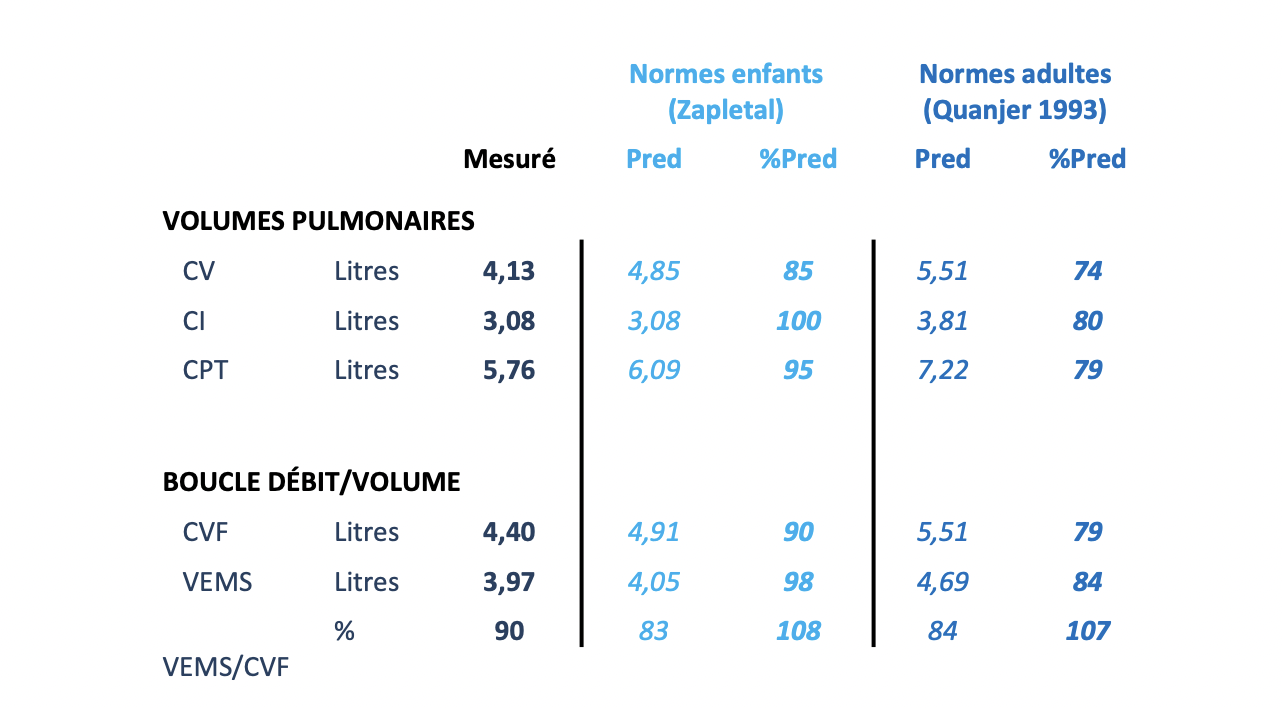 Normes enfants Normes adultes
(Zapletal) (Quanjer 1993)
Mesuré Pred %Pred Pred %Pred
VOLUMES PULMONAIRES
CV Litres 4,13 4,85 85 5,51 74
CI Litres 3,08 3,08 100 3,81 80
CPT Litres 5,76 6,09 95 7,22 79
BOUCLE DÉBIT/VOLUME
CVF Litres 4,40 4,91 90 5,51 79
VEMS Litres 3,97 4,05 98 4,69 84
% 90 83 108 84 107
VEMS/CVF